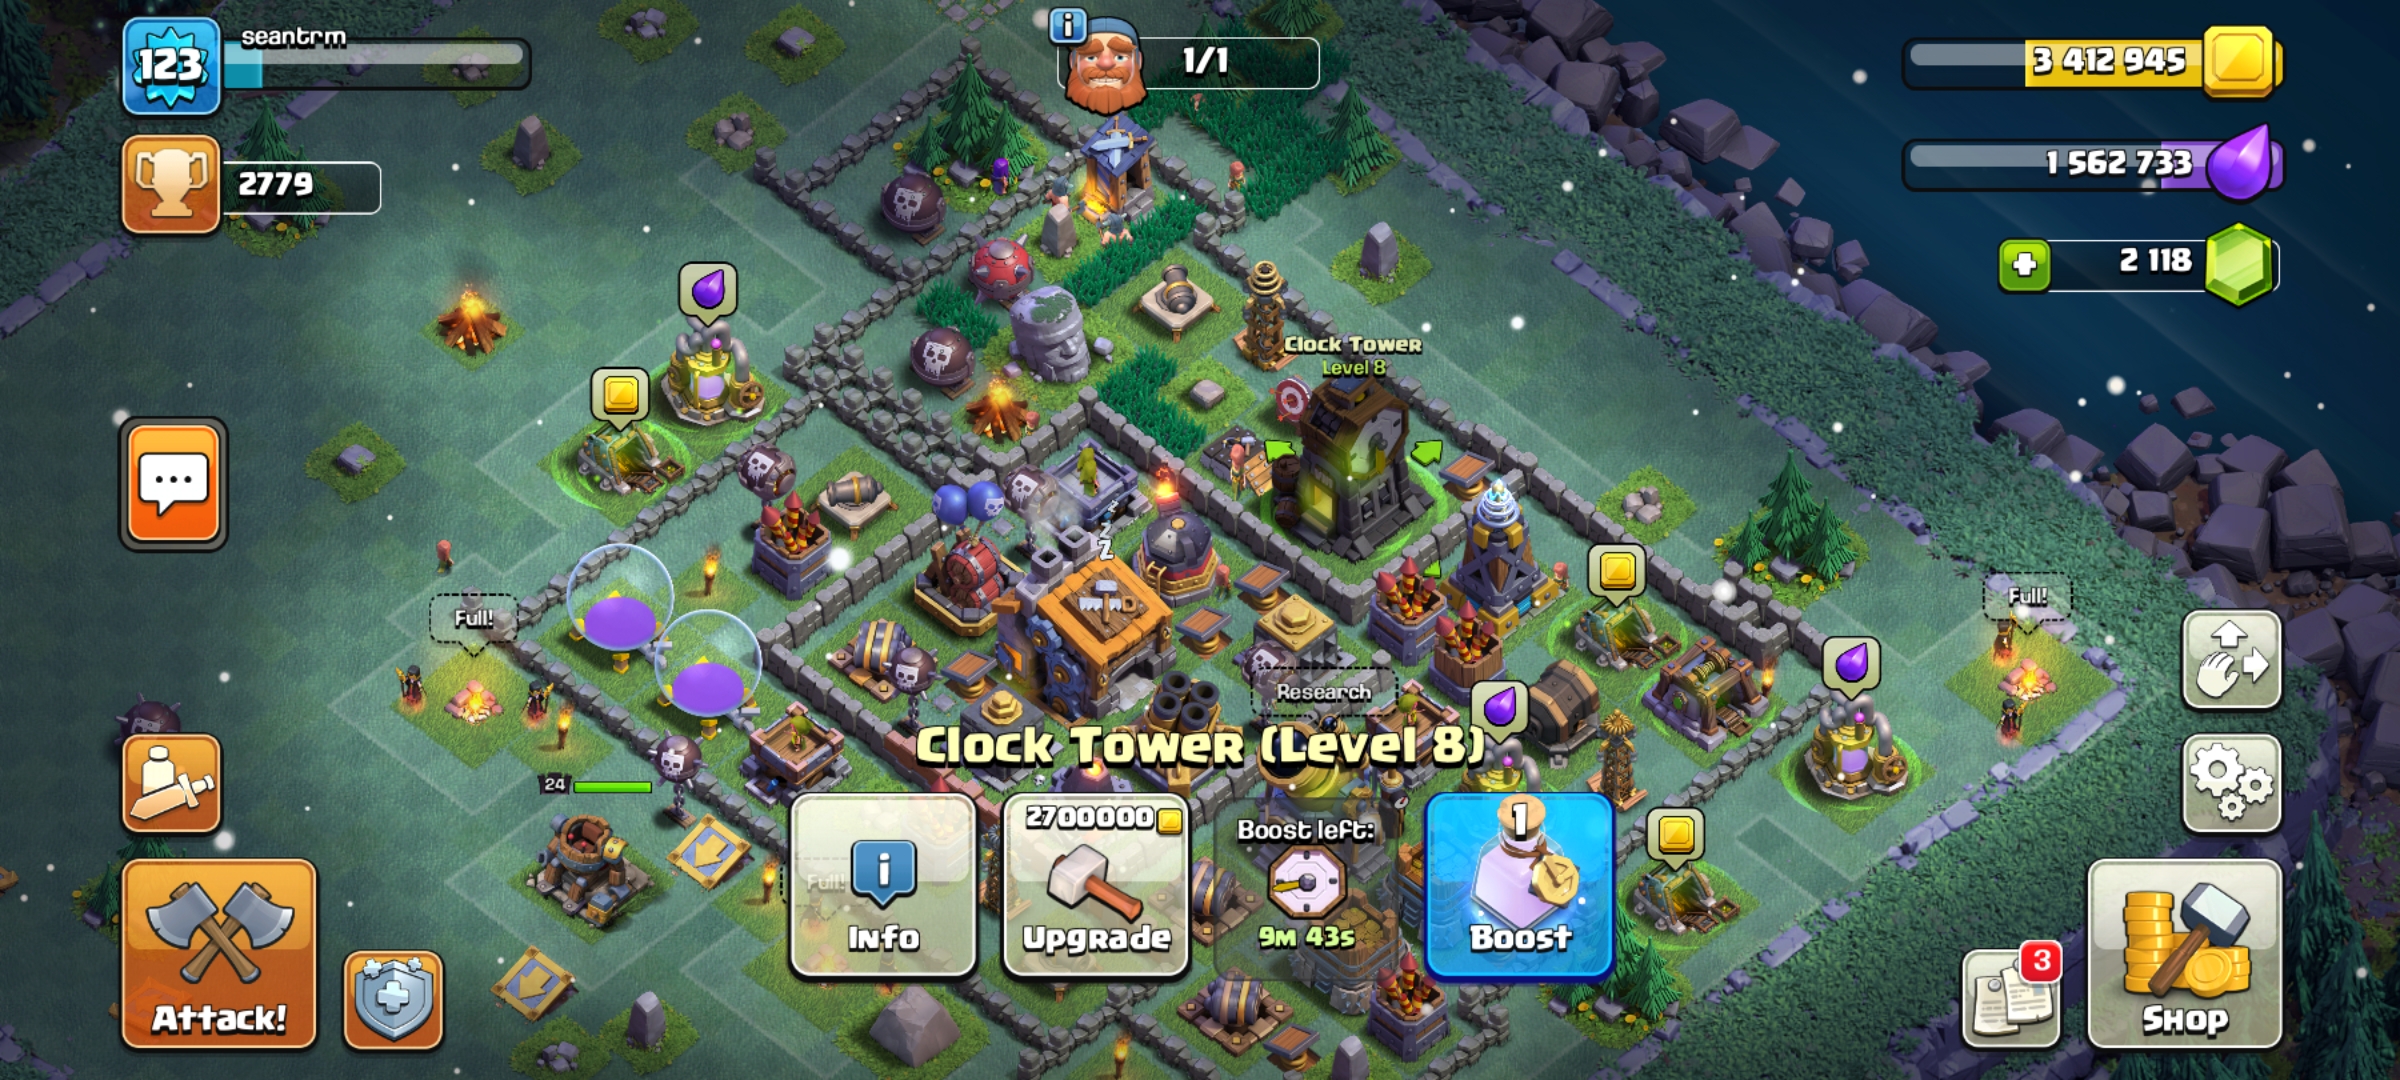 seantrm
123
1/1
3 412 945
2779
1 562 733
2 118
Clock Tower
Level 8
Full!
Full!
Research
Clock Tower (Level 8)
24
2700000
Boost left:
1
Full!
Info
Upgrade
9M 43s
Boost
3
Attack!
Shop